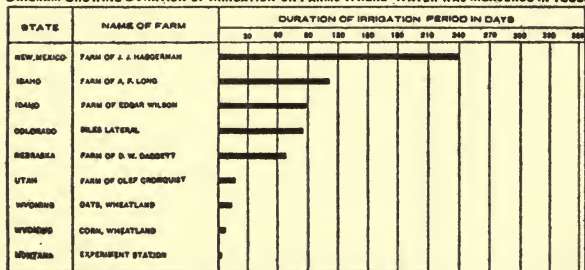 DIAGRAM SHOWING DURATION OF IRRIGATION ON FARMS WHERE WATER WAS MEASURED IN
STATE NAME OF FARM DURATION OF IRRIGATION PERIOD IN DAYS
30 60 90 120 150 180 210 240 270 300 330 360
NEW, MEXICO FARM OF J. J. HAGERMAN
IDAHO FARM OF A. F. LONG
IDAHO FARM OF EDGAR WILSON
COLORADO BILES LATERAL
NEBRASKA FARM OF D. W. DAGGETT
UTAH FARM OF OLEF CRONQUIST
WYOMING OATS, WHEATLAND
WYOMING CORN, WHEATLAND
MONTANA EXPERIMENT STATION